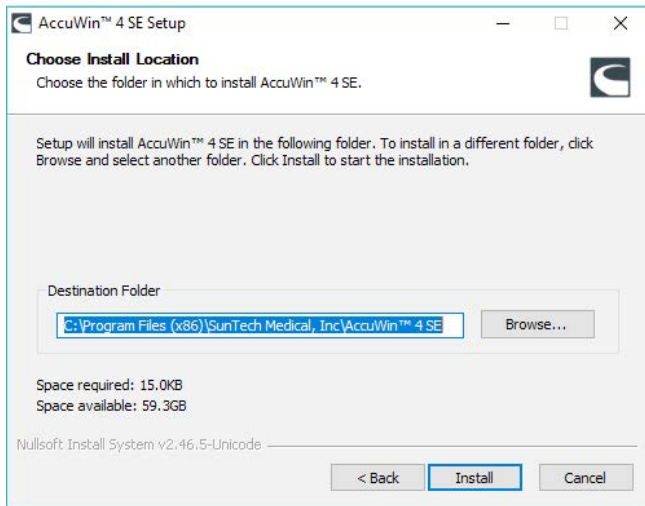 AccuWin™ 4 SE Setup
Choose Install Location
Choose the folder in which to install AccuWin™ 4 SE.
Setup will install AccuWin™ 4 SE in the following folder. To install in a different folder, click
Browse and select another folder. Click Install to start the installation.
Destination Folder
C:\Program Files (x86)\SunTech Medical, Inc\AccuWin™ 4 SE
Browse...
Space required: 15.0KB
Space available: 59.3GB
Nullsoft Install System v2.46.5-Unicode
< Back
Install
Cancel